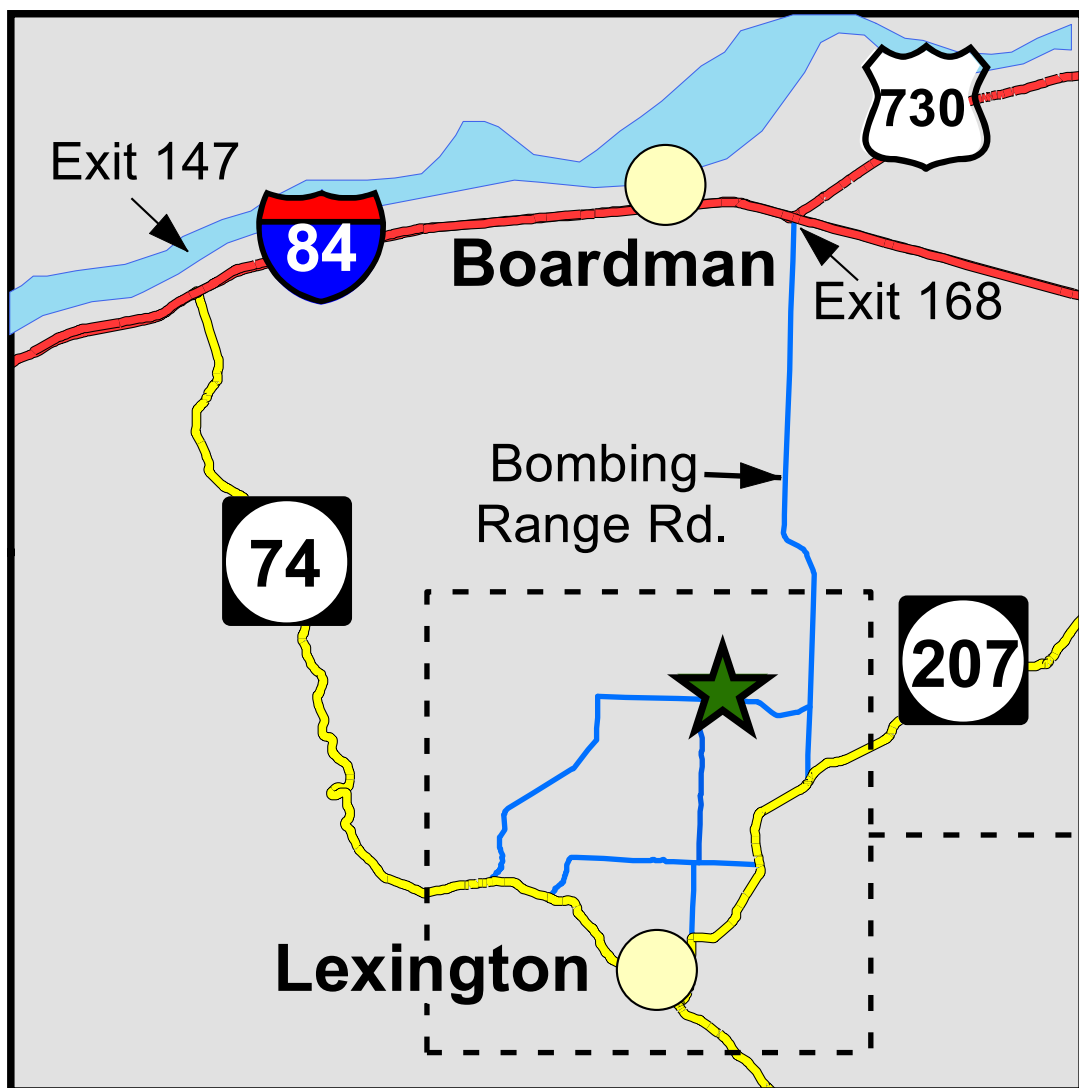 730
Exit 147
84
Boardman
Exit 168
Bombing
Range Rd.
74
207
Lexington